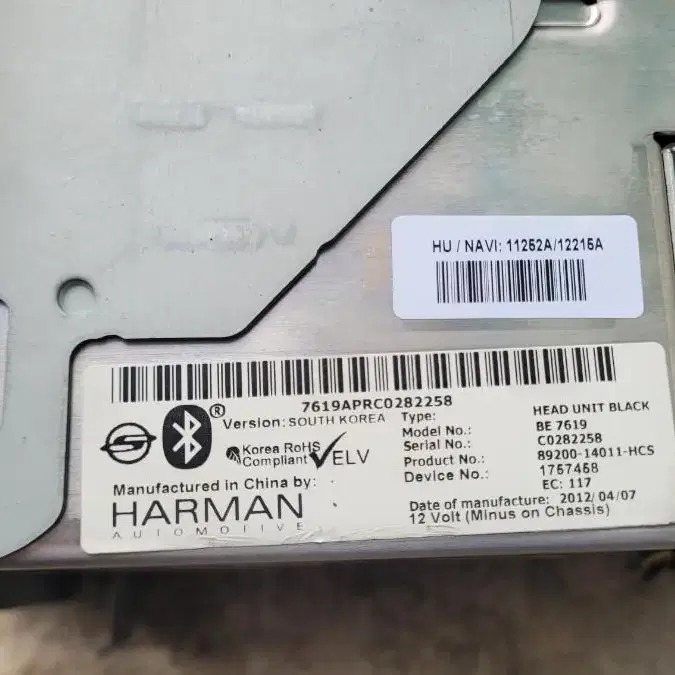 HU / NAVI: 11252A/12215A
7619APRC0282258
Version: SOUTH KOREA
Korea RoHS
Compliant
ELV
Manufactured in China by:
HARMAN
AUTOMOTIVE
Type: HEAD UNIT BLACK
Model No.: BE 7619
Serial No.: C0282258
Product No.: 89200-14011-HCS
Device No.: 1757458
EC: 117
Date of manufacture: 2012/04/07
12 Volt (Minus on Chassis)